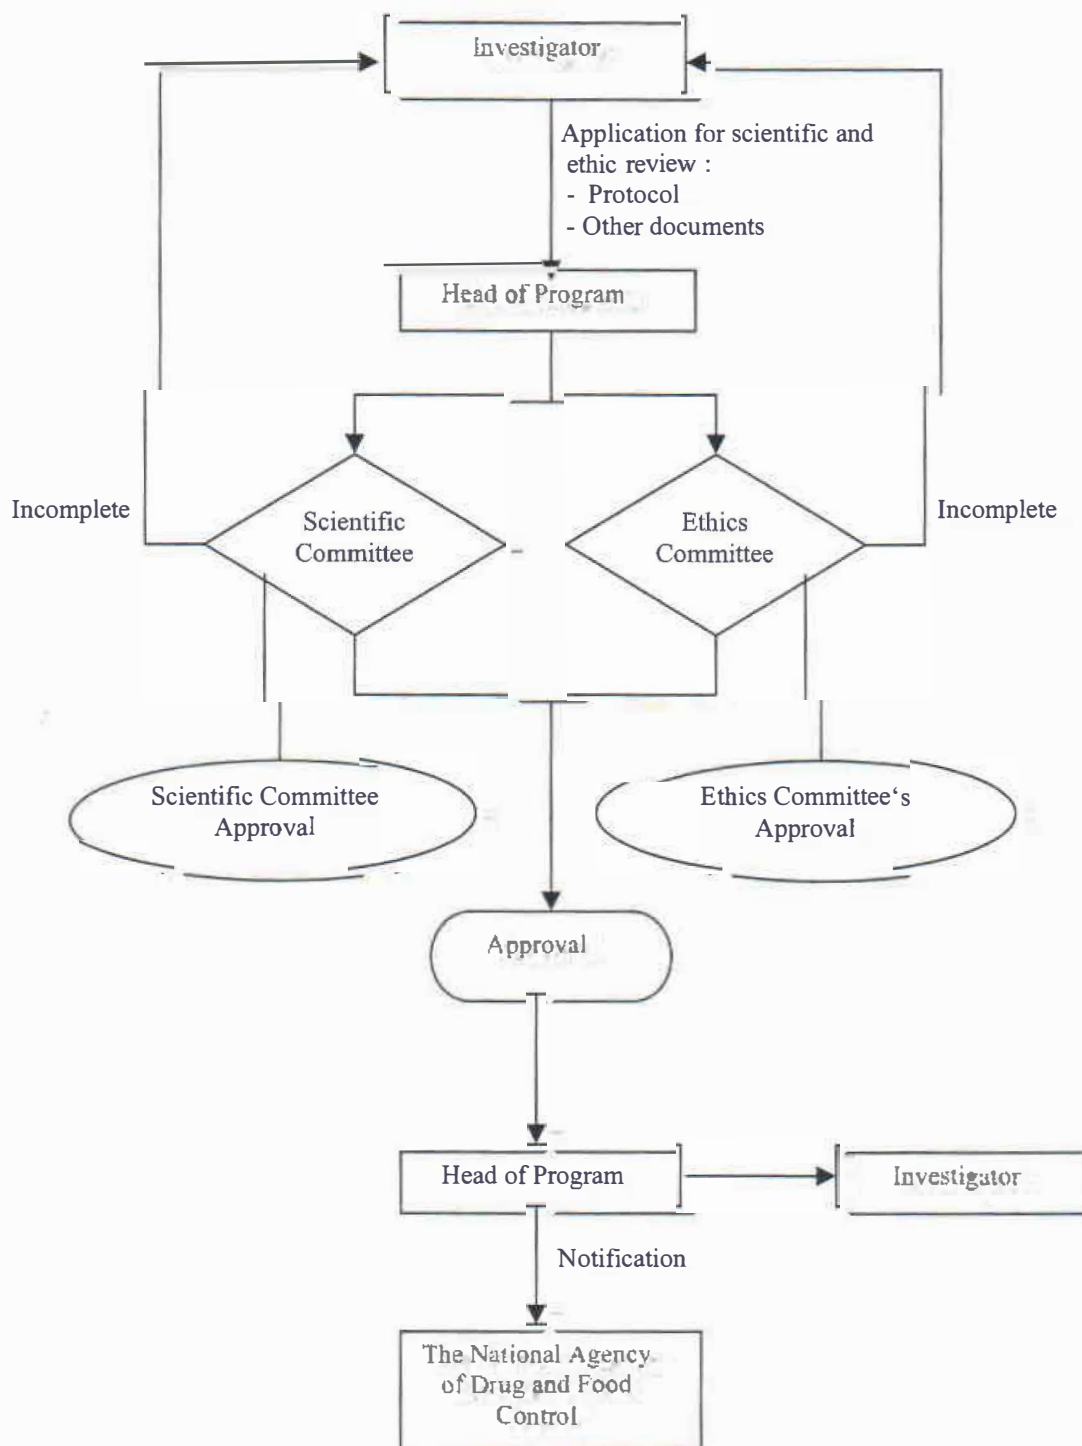 Investigator
Application for scientific and
ethic review :
- Protocol
- Other documents
Head of Program
Incomplete
Scientific
Committee
Ethics
Committee
Incomplete
Scientific Committee
Approval
Ethics Committee‘s
Approval
Approval
Head of Program
Investigator
Notification
The National Agency
of Drug and Food
Control